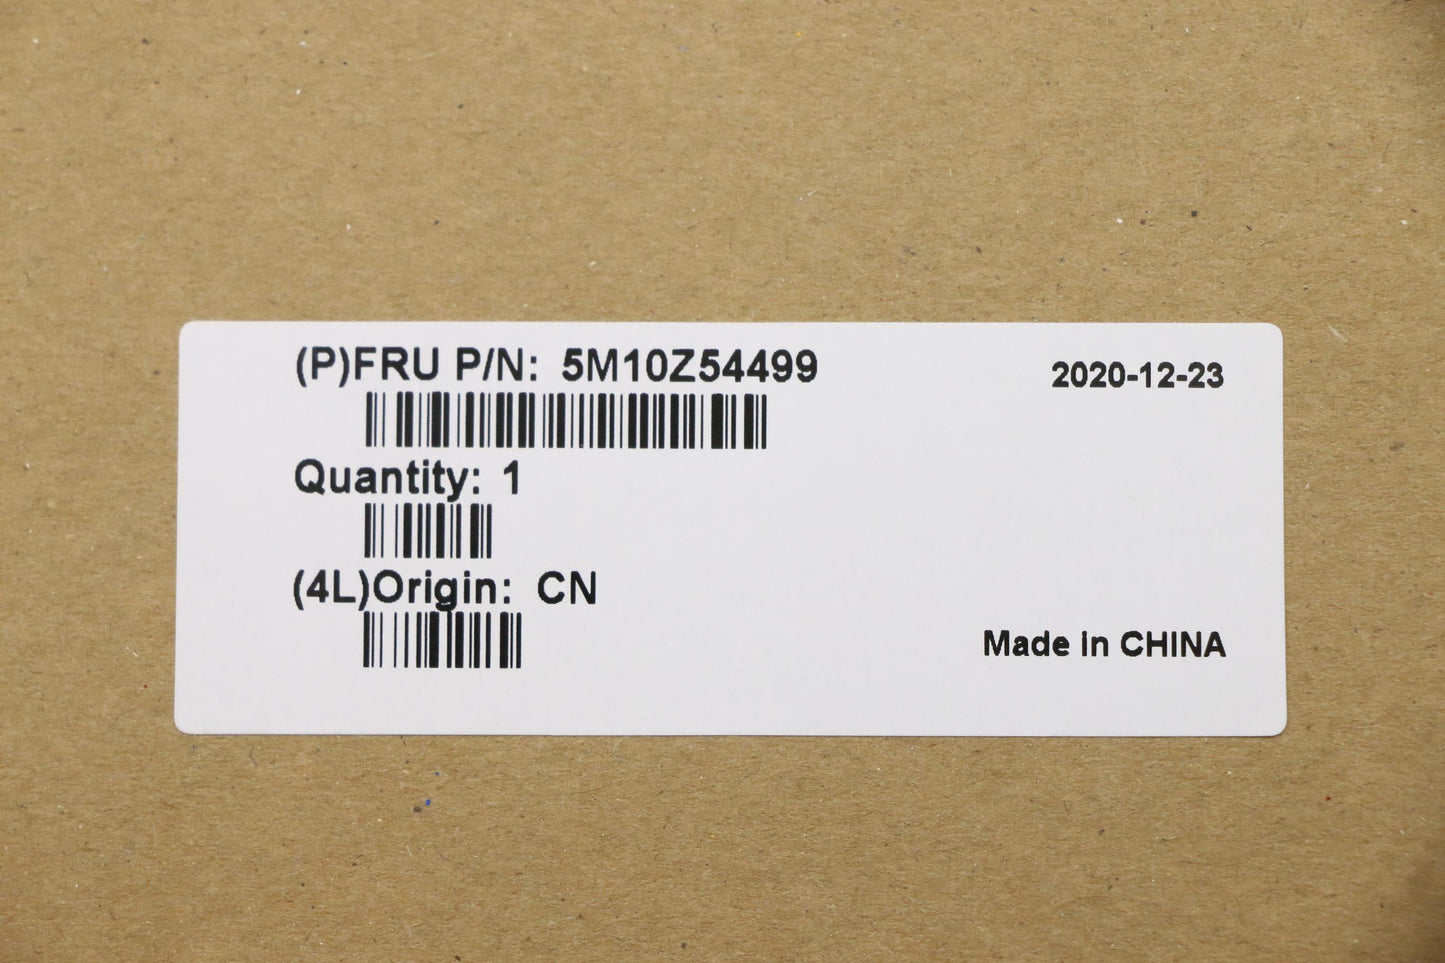 (P)FRU P/N: 5M10Z54499
2020-12-23
Quantity: 1
(4L)Origin: CN
Made in CHINA